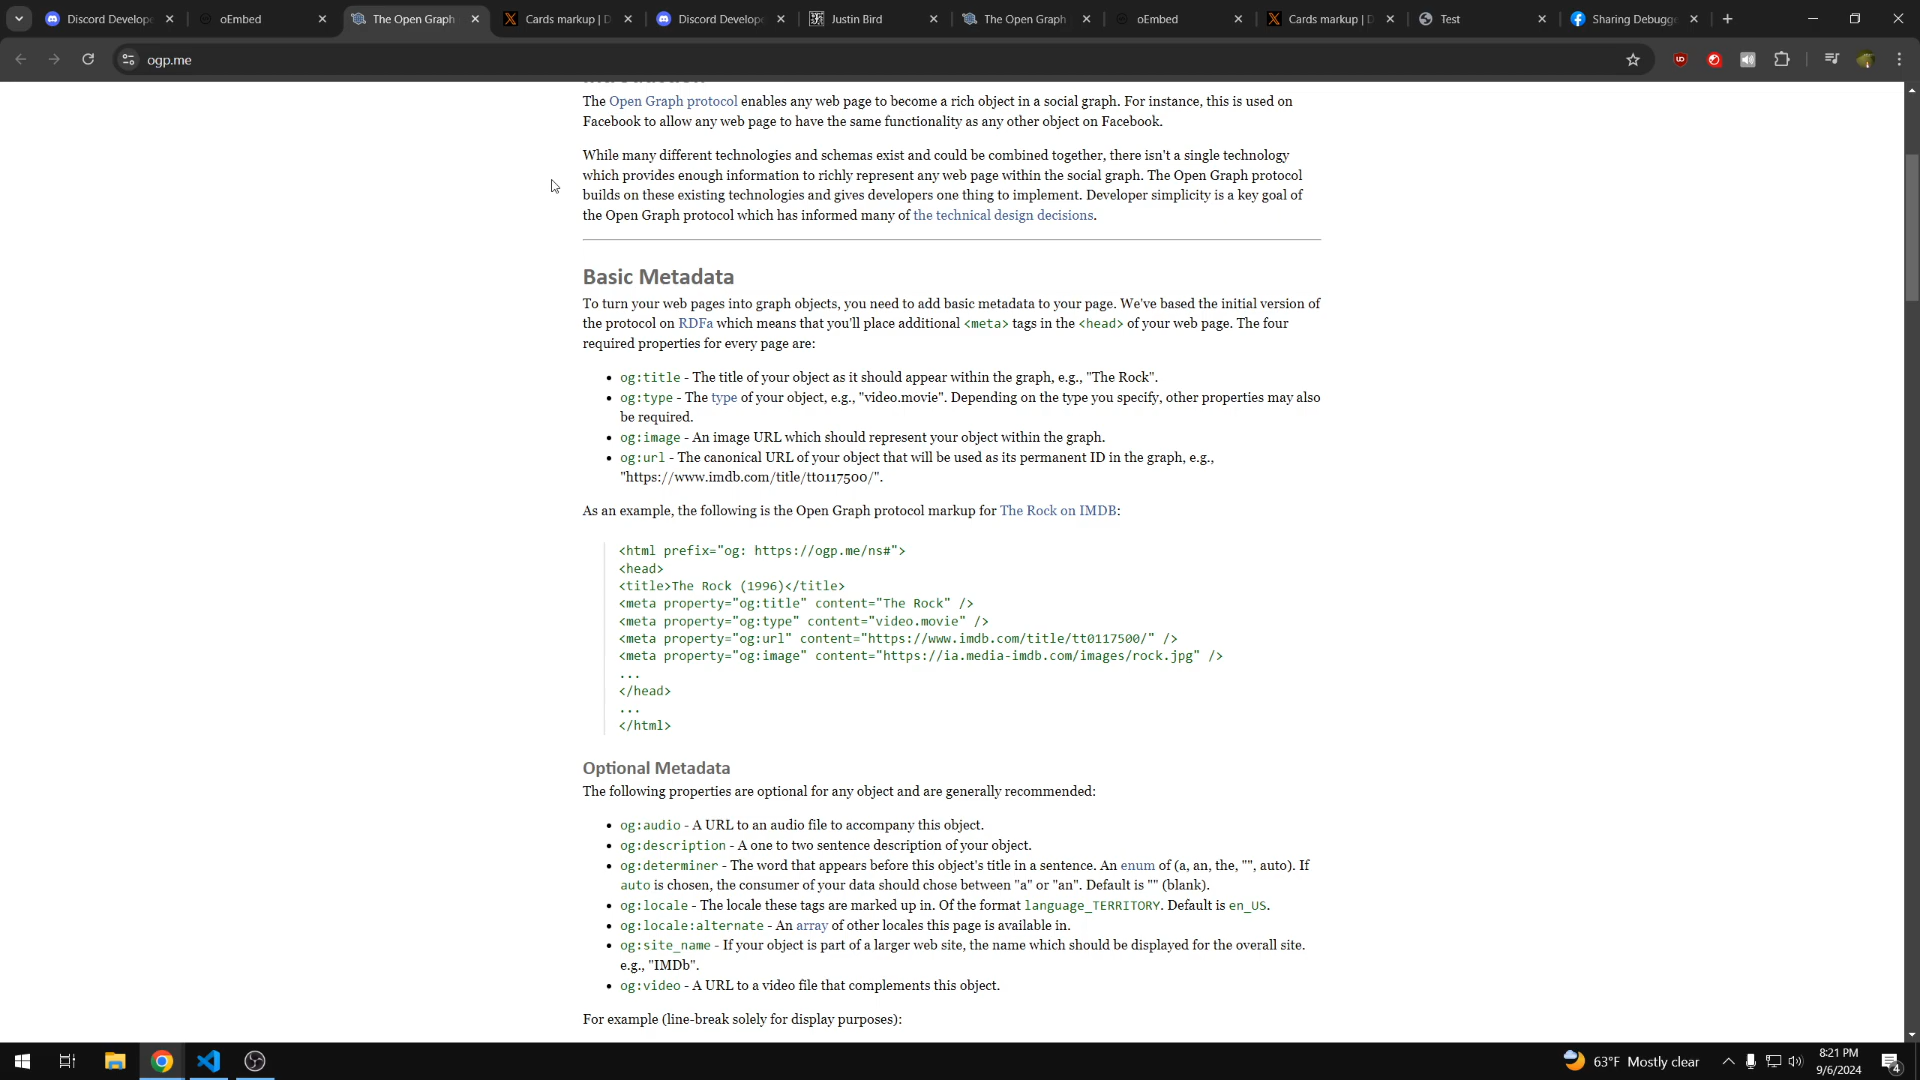 Discord Develope
oEmbed
The Open Graph
Cards markup | D
Discord Develope
Justin Bird
The Open Graph
oEmbed
Cards markup | D
Test
Sharing Debugge
ogp.me
The Open Graph protocol enables any web page to become a rich object in a social graph. For instance, this is used on
Facebook to allow any web page to have the same functionality as any other object on Facebook.
While many different technologies and schemas exist and could be combined together, there isn't a single technology
which provides enough information to richly represent any web page within the social graph. The Open Graph protocol
builds on these existing technologies and gives developers one thing to implement. Developer simplicity is a key goal of
the Open Graph protocol which has informed many of the technical design decisions.
Basic Metadata
To turn your web pages into graph objects, you need to add basic metadata to your page. We've based the initial version of
the protocol on RDFa which means that you'll place additional <meta> tags in the <head> of your web page. The four
required properties for every page are:
• og:title - The title of your object as it should appear within the graph, e.g., "The Rock".
• og:type - The type of your object, e.g., "video.movie". Depending on the type you specify, other properties may also
be required.
• og:image - An image URL which should represent your object within the graph.
• og:url - The canonical URL of your object that will be used as its permanent ID in the graph, e.g.,
"https://www.imdb.com/title/tt0117500/".
As an example, the following is the Open Graph protocol markup for The Rock on IMDB:
<html prefix="og: https://ogp.me/ns#">
<head>
<title>The Rock (1996)</title>
<meta property="og:title" content="The Rock" />
<meta property="og:type" content="video.movie" />
<meta property="og:url" content="https://www.imdb.com/title/tt0117500/" />
<meta property="og:image" content="https://ia.media-imdb.com/images/rock.jpg" />
...
</head>
...
</html>
Optional Metadata
The following properties are optional for any object and are generally recommended:
• og:audio - A URL to an audio file to accompany this object.
• og:description - A one to two sentence description of your object.
• og:determiner - The word that appears before this object's title in a sentence. An enum of (a, an, the, "", auto). If
auto is chosen, the consumer of your data should chose between "a" or "an". Default is "" (blank).
• og:locale - The locale these tags are marked up in. Of the format language_TERRITORY. Default is en_US.
• og:locale:alternate - An array of other locales this page is available in.
• og:site_name - If your object is part of a larger web site, the name which should be displayed for the overall site.
e.g., "IMDb".
• og:video - A URL to a video file that complements this object.
For example (line-break solely for display purposes):
63°F Mostly clear
8:21 PM
9/6/2024
4